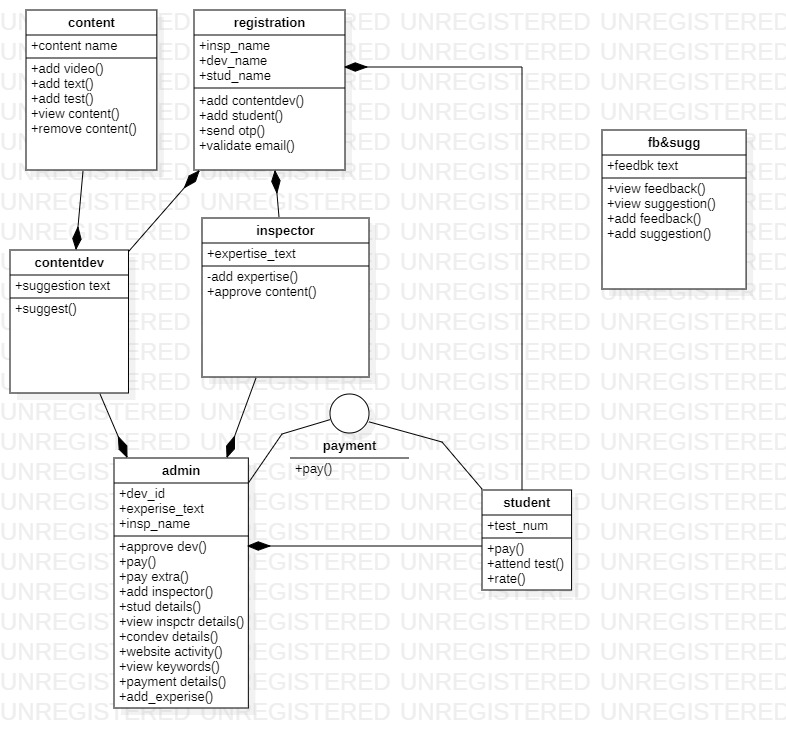 content
+content name
+add video()
+add text()
+add test()
+view content()
+remove content()
registration
+insp_name
+dev_name
+stud_name
+add contentdev()
+add student()
+send otp()
+validate email()
fb&sugg
+feedbk text
+view feedback()
+view suggestion()
+add feedback()
+add suggestion()
contentdev
+suggestion text
+suggest()
inspector
+expertise_text
-add expertise()
+approve content()
payment
+pay()
admin
+dev_id
+experise_text
+insp_name
+approve dev()
+pay()
+pay extra()
+add inspector()
+stud details()
+view inspctr details()
+condev details()
+website activity()
+view keywords()
+payment details()
+add_experise()
student
+test_num
+pay()
+attend test()
+rate()
UNREGISTERED